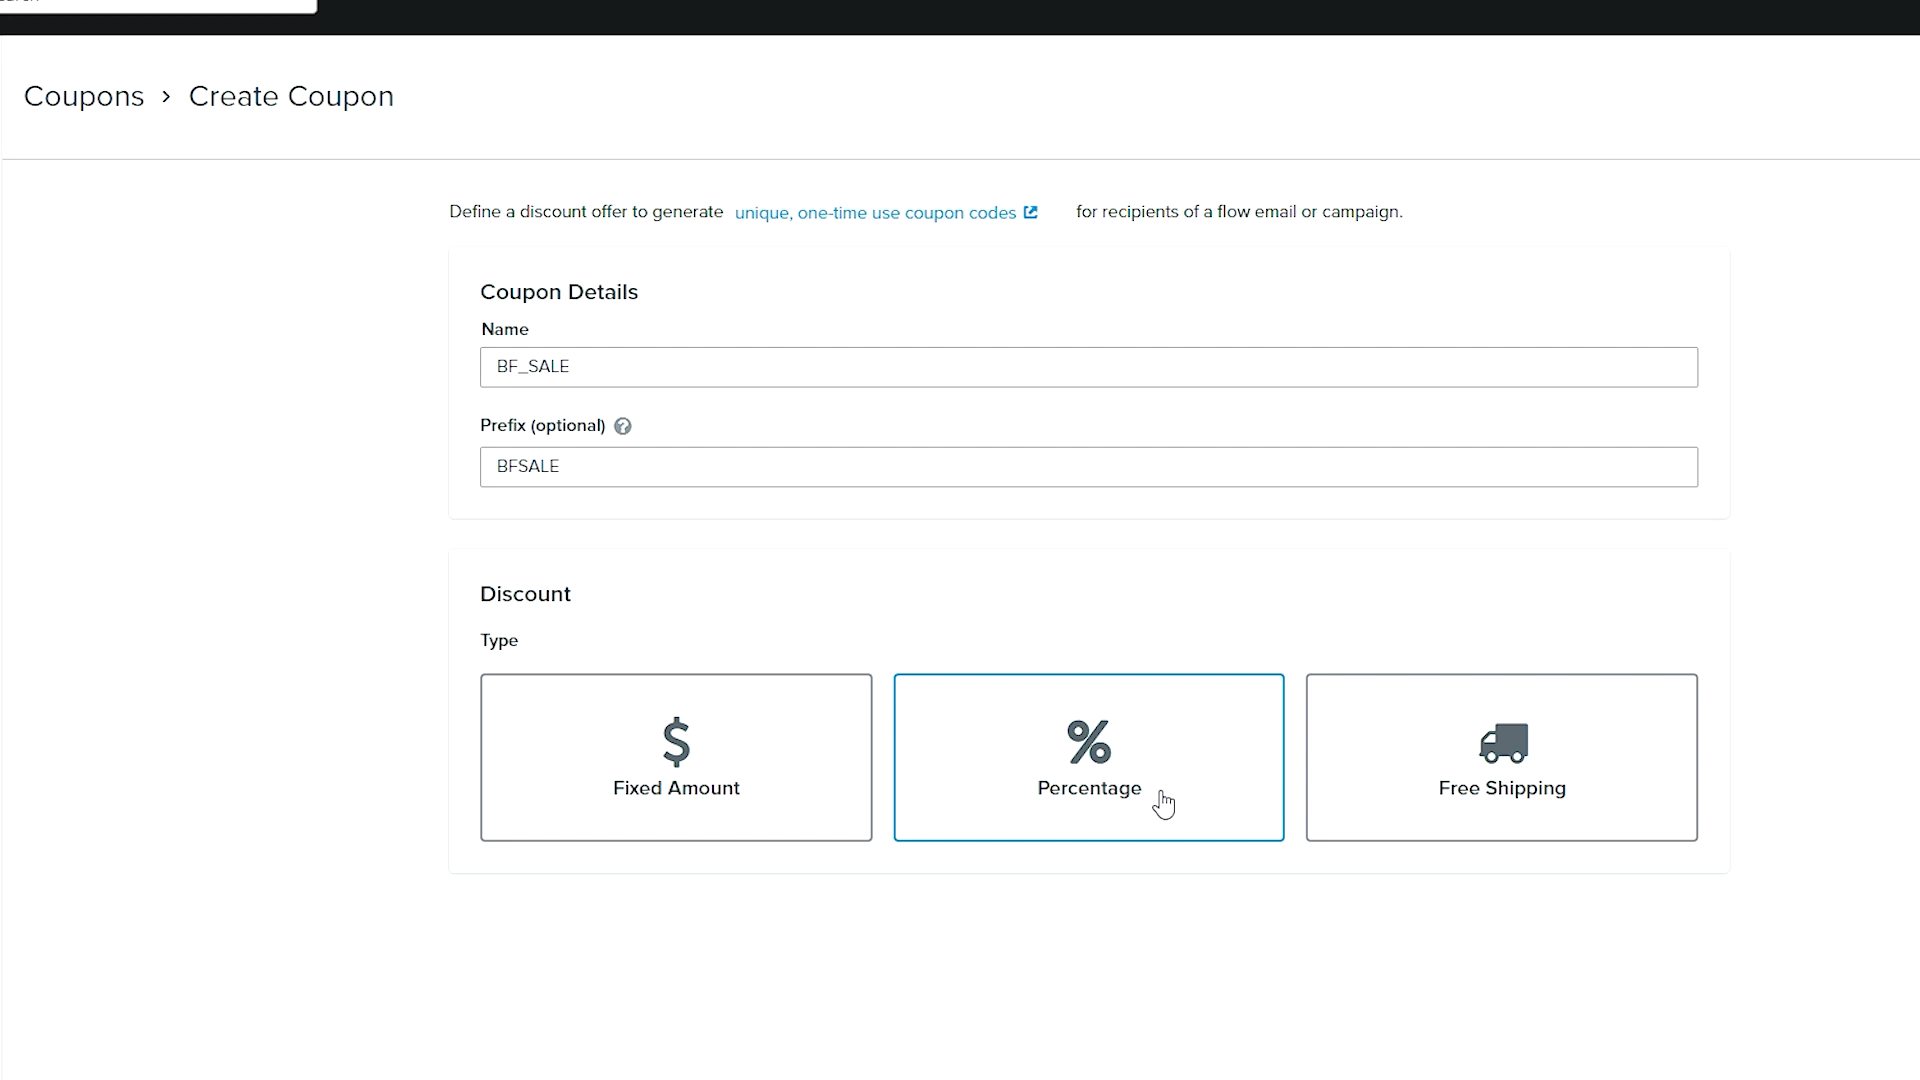 Coupons › Create Coupon
Define a discount offer to generate unique, one-time use coupon codes for recipients of a flow email or campaign.
Coupon Details
Name
BF_SALE
Prefix (optional) ?
BFSALE
Discount
Type
$ % 
Fixed Amount Percentage Free Shipping